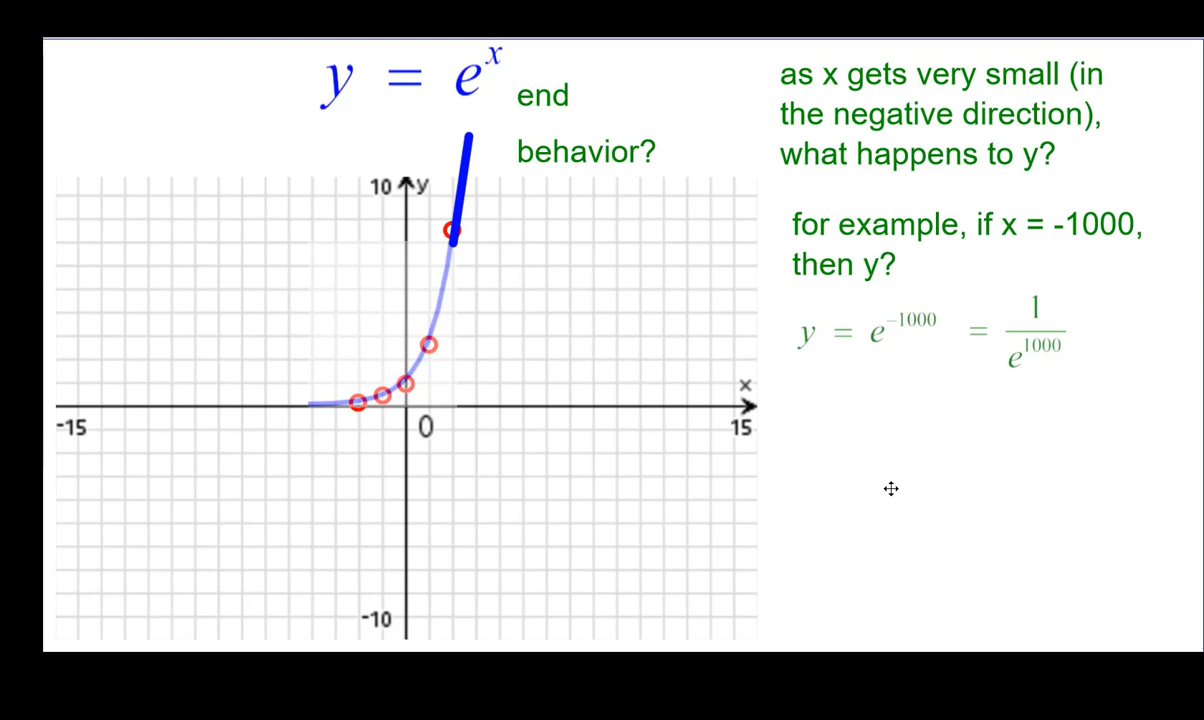 y = e^x
end
behavior?
10
y
x
-15
0
15
-10
as x gets very small (in
the negative direction),
what happens to y?
for example, if x = -1000,
then y?
y = e^{-1000} = \frac{1}{e^{1000}}